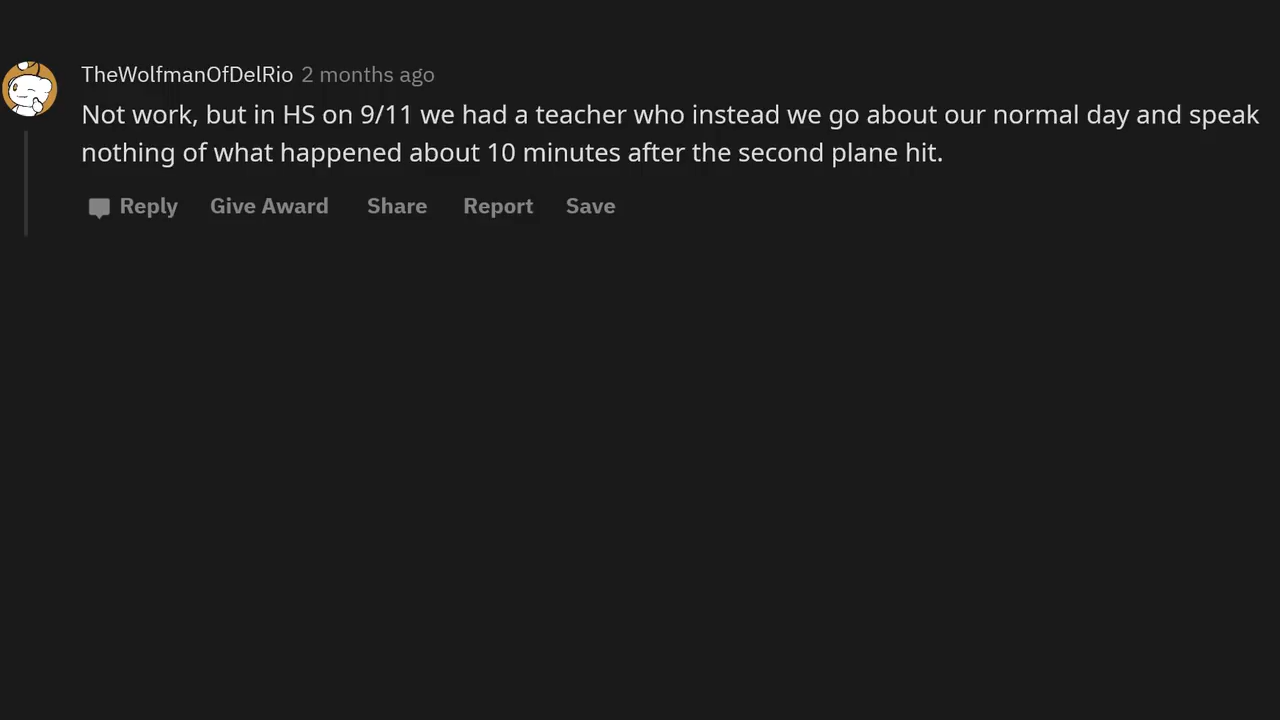 TheWolfmanOfDelRio 2 months ago
Not work, but in HS on 9/11 we had a teacher who instead we go about our normal day and speak
nothing of what happened about 10 minutes after the second plane hit.
Reply Give Award Share Report Save